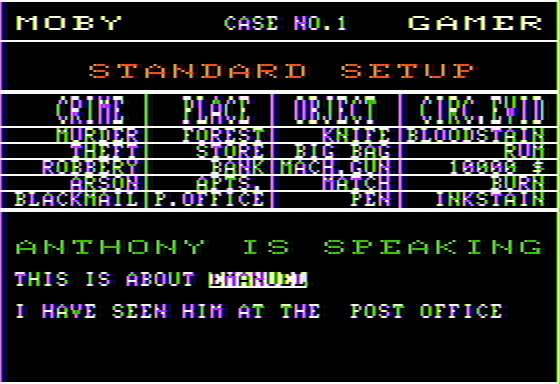 MOBY CASE NO.1 GAMER
STANDARD SETUP
CRIME PLACE OBJECT CIRC.EVID
MURDER FOREST KNIFE BLOODSTAIN
THEFT STORE BIG BAG RUM
ROBBERY BANK MACH.GUN 10000 $
ARSON APTS. MATCH BURN
BLACKMAIL P.OFFICE PEN INKSTAIN
ANTHONY IS SPEAKING
THIS IS ABOUT EMANUEL
I HAVE SEEN HIM AT THE POST OFFICE